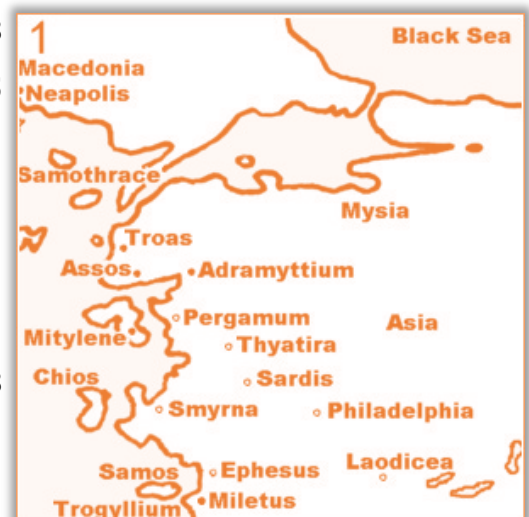 1
Black Sea
Macedonia
Neapolis
Samothrace
Mysia
Troas
Assos
Adramyttium
Pergamum
Asia
Mitylene
Thyatira
Chios
Sardis
Smyrna
Philadelphia
Samos
Ephesus
Laodicea
Trogyllium
Miletus